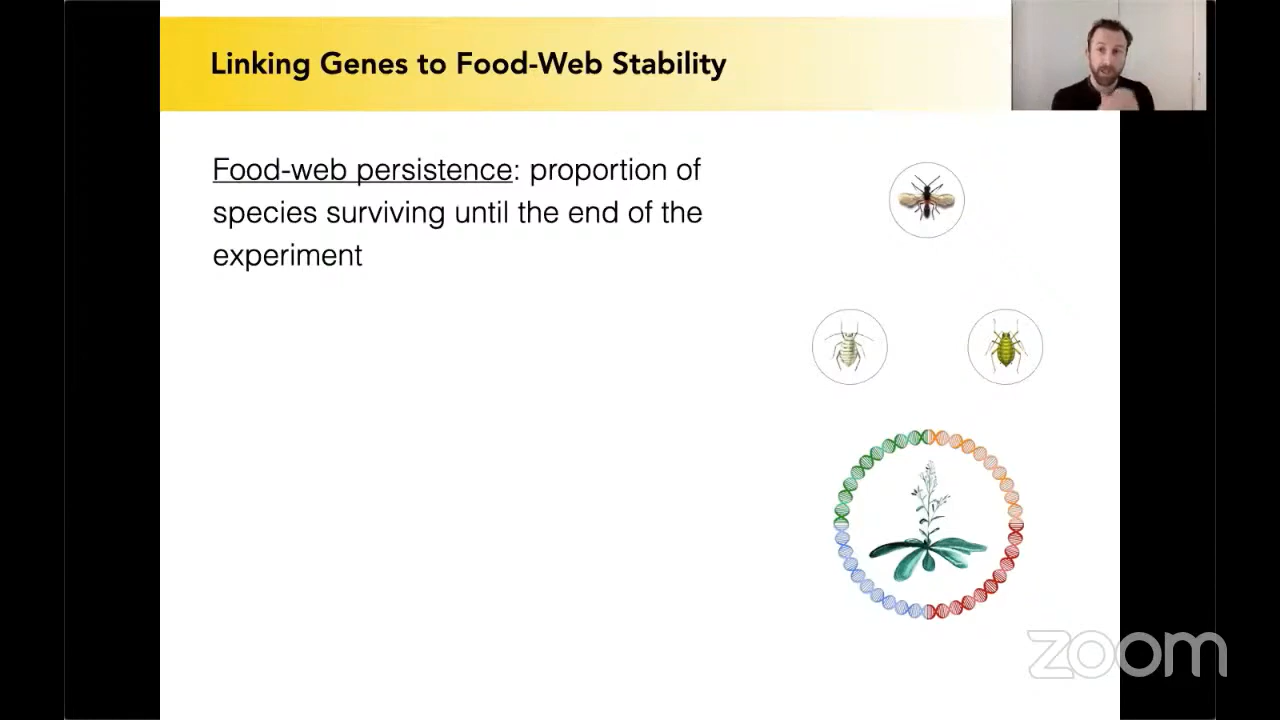 Linking Genes to Food-Web Stability
Food-web persistence: proportion of
species surviving until the end of the
experiment
zoom